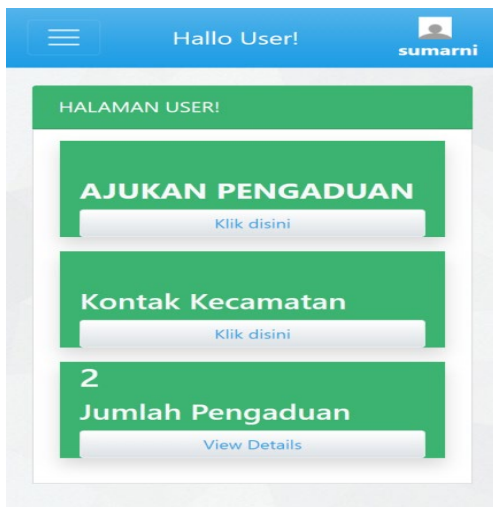 Hallo User!
sumarni
HALAMAN USER!
AJUKAN PENGADUAN
Klik disini
Kontak Kecamatan
Klik disini
2
Jumlah Pengaduan
View Details